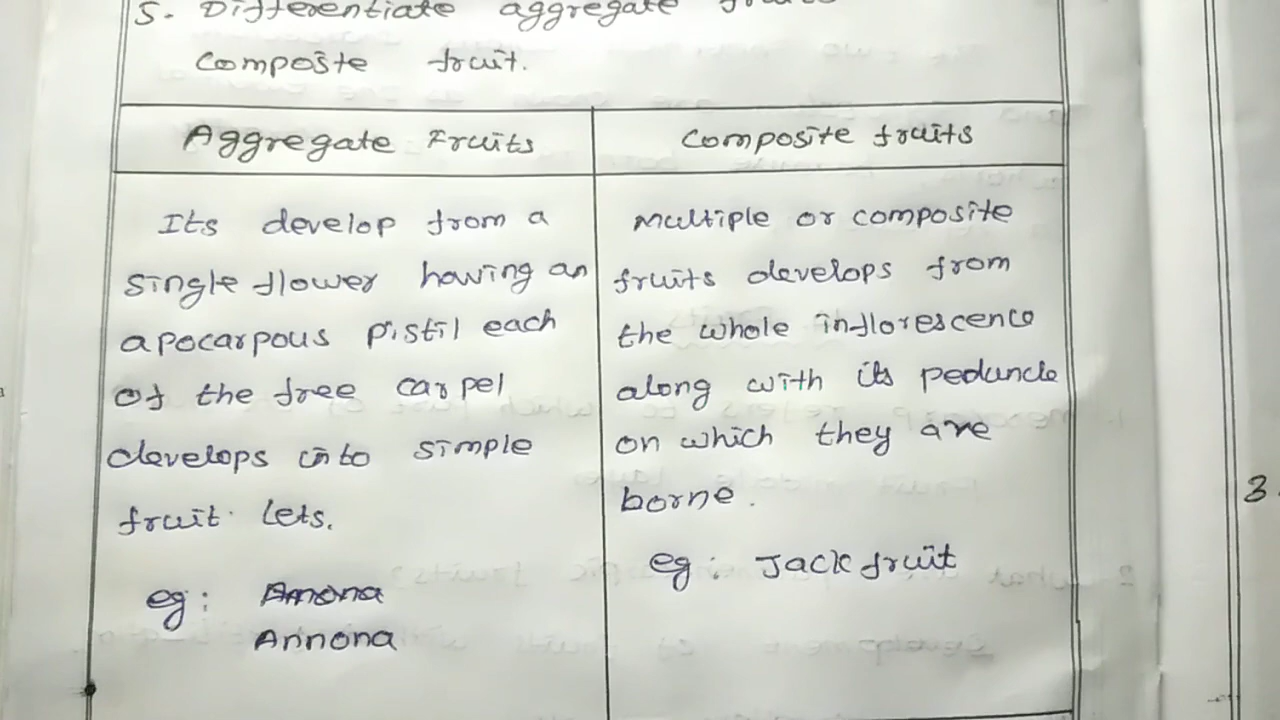 5. Differentiate aggregate
Composite fruit.
Aggregate Fruits
Composite fruits
Its develop from a
single flower having an
apocarpous Pistil each
of the free carpel
develops into simple
fruit lets.
eg: Amona
Annona
Multiple or composite
fruits develops from
the whole inflorescence
along with its peduncle
on which they are
borne.
eg: Jack fruit
3.